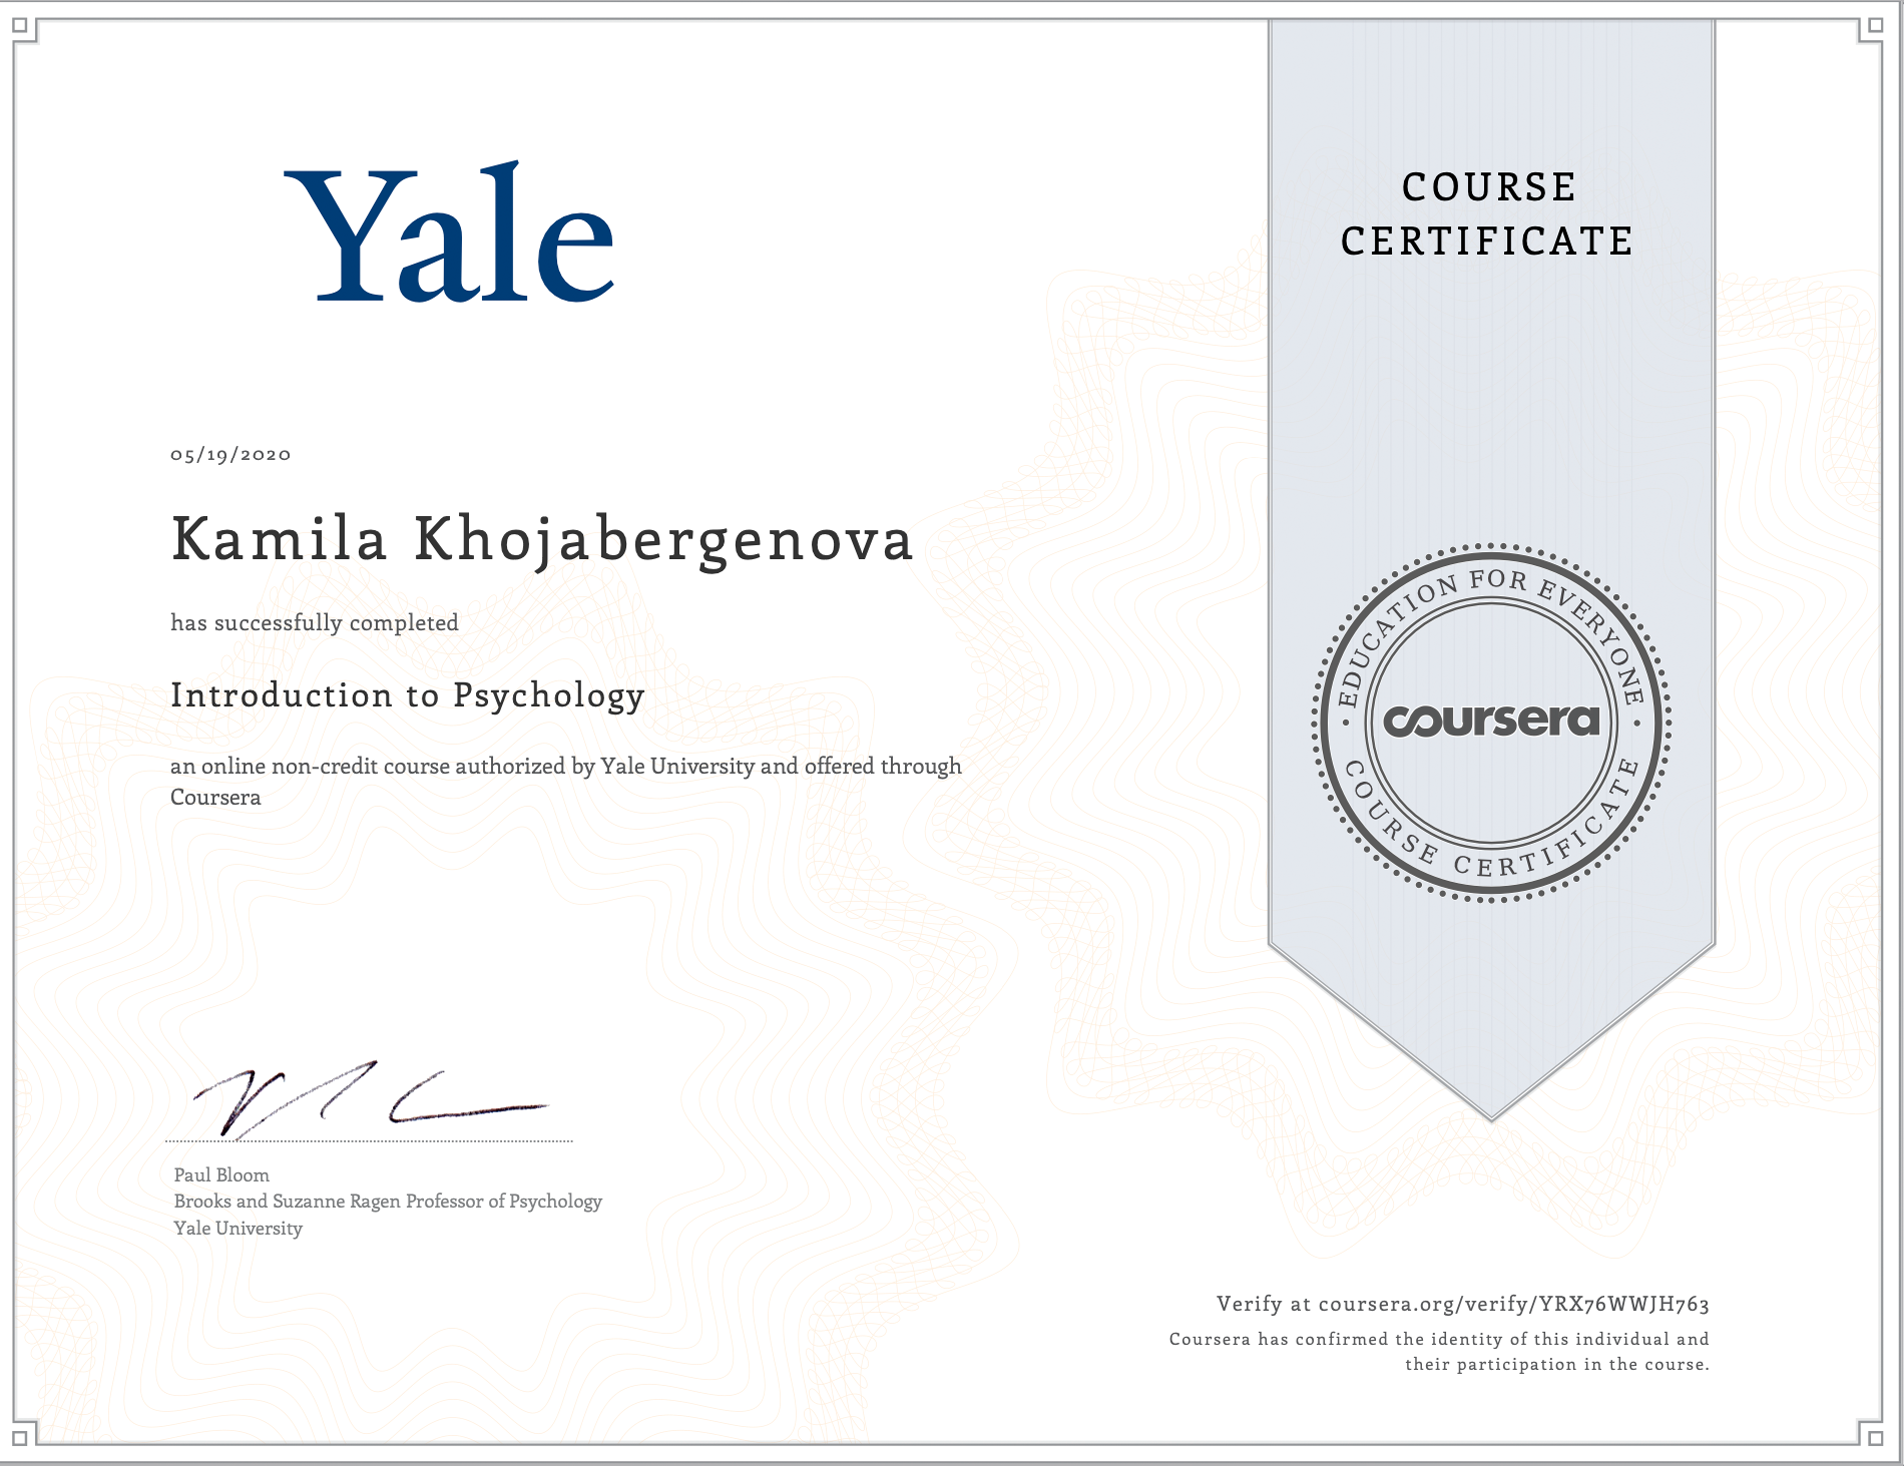 Yale
COURSE
CERTIFICATE
05/19/2020
Kamila Khojabergenova
has successfully completed
Introduction to Psychology
an online non-credit course authorized by Yale University and offered through
Coursera
EDUCATION FOR EVERYONE
coursera
COURSE CERTIFICATE
Paul Bloom
Brooks and Suzanne Ragen Professor of Psychology
Yale University
Verify at coursera.org/verify/YRX76WWJH763
Coursera has confirmed the identity of this individual and
their participation in the course.